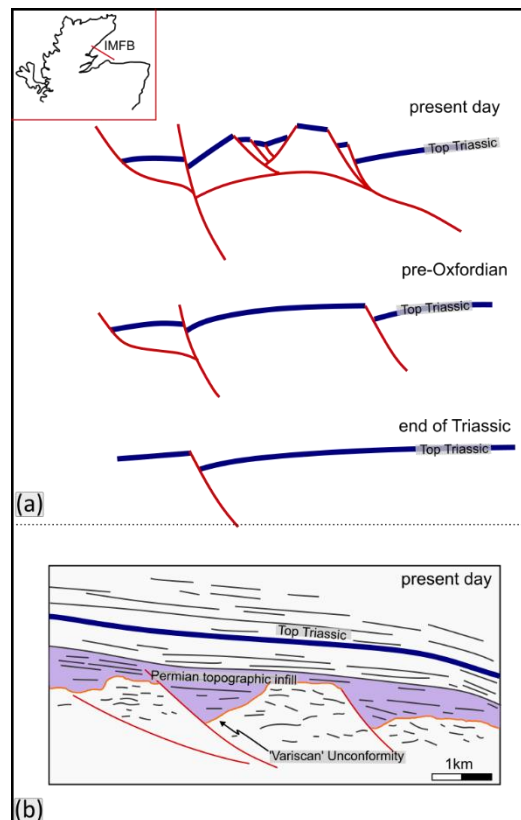 IMFB
present day
Top Triassic
pre-Oxfordian
Top Triassic
end of Triassic
Top Triassic
(a)
present day
Top Triassic
Permian topographic infill
'Variscan' Unconformity
1km
(b)